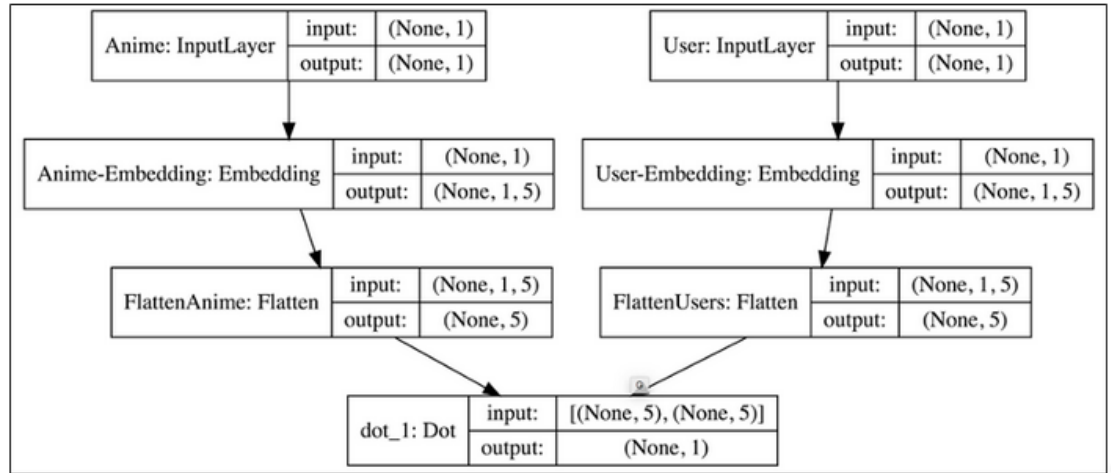 Anime: InputLayer
input: (None, 1)
output: (None, 1)
User: InputLayer
input: (None, 1)
output: (None, 1)
Anime-Embedding: Embedding
input: (None, 1)
output: (None, 1, 5)
User-Embedding: Embedding
input: (None, 1)
output: (None, 1, 5)
FlattenAnime: Flatten
input: (None, 1, 5)
output: (None, 5)
FlattenUsers: Flatten
input: (None, 1, 5)
output: (None, 5)
dot_1: Dot
input: [(None, 5), (None, 5)]
output: (None, 1)